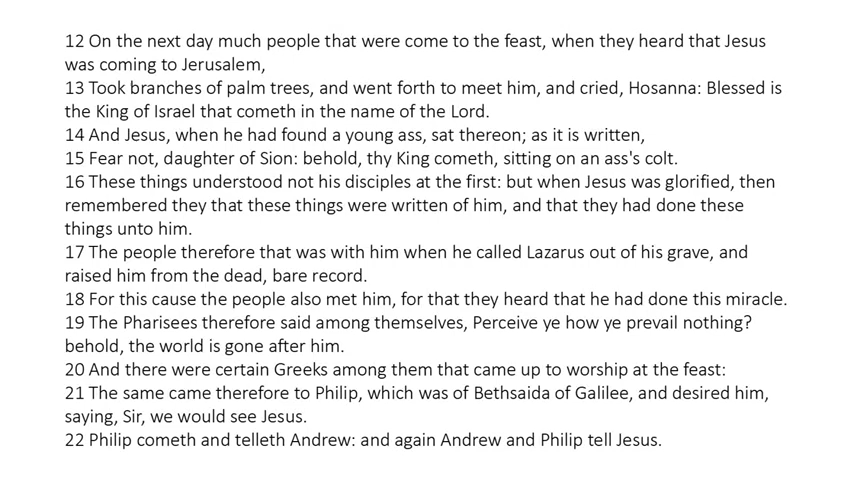 12 On the next day much people that were come to the feast, when they heard that Jesus
was coming to Jerusalem,
13 Took branches of palm trees, and went forth to meet him, and cried, Hosanna: Blessed is
the King of Israel that cometh in the name of the Lord.
14 And Jesus, when he had found a young ass, sat thereon; as it is written,
15 Fear not, daughter of Sion: behold, thy King cometh, sitting on an ass's colt.
16 These things understood not his disciples at the first: but when Jesus was glorified, then
remembered they that these things were written of him, and that they had done these
things unto him.
17 The people therefore that was with him when he called Lazarus out of his grave, and
raised him from the dead, bare record.
18 For this cause the people also met him, for that they heard that he had done this miracle.
19 The Pharisees therefore said among themselves, Perceive ye how ye prevail nothing?
behold, the world is gone after him.
20 And there were certain Greeks among them that came up to worship at the feast:
21 The same came therefore to Philip, which was of Bethsaida of Galilee, and desired him,
saying, Sir, we would see Jesus.
22 Philip cometh and telleth Andrew: and again Andrew and Philip tell Jesus.